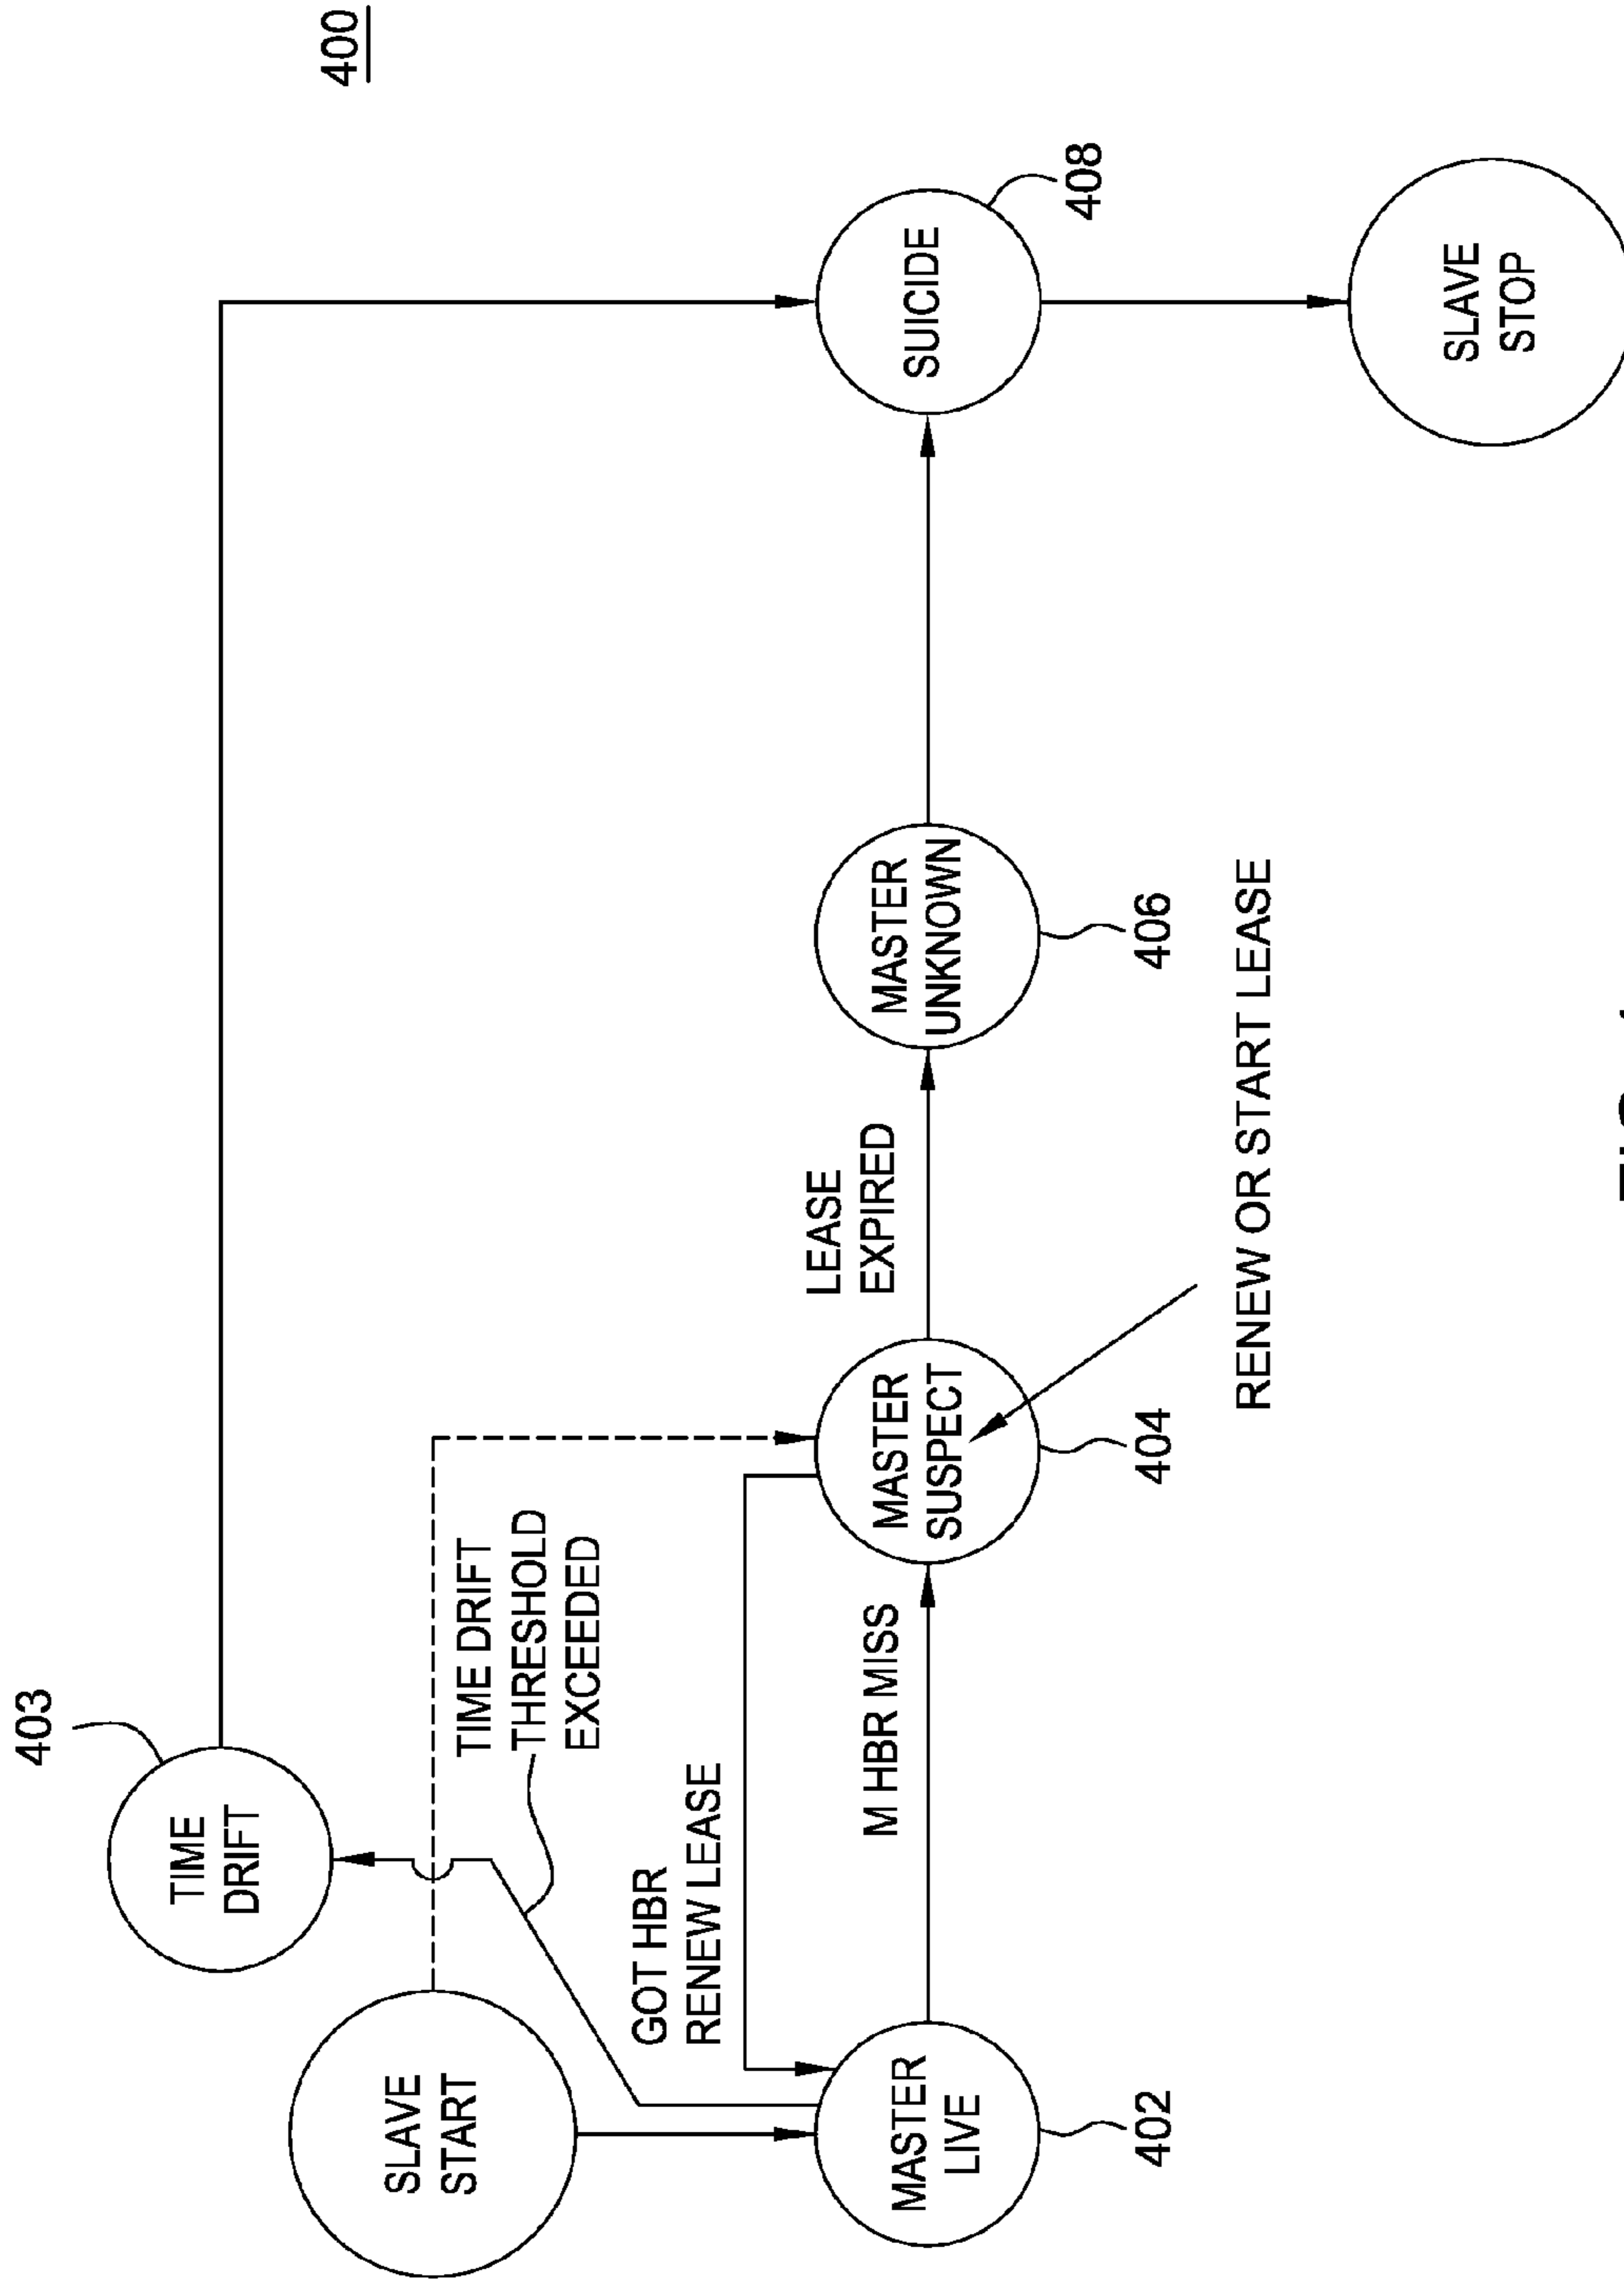 400
403
TIME
DRIFT
SLAVE
START
TIME DRIFT
THRESHOLD
EXCEEDED
GOT HBR
RENEW LEASE
M HBR MISS
LEASE
EXPIRED
MASTER
LIVE
402
MASTER
SUSPECT
404
MASTER
UNKNOWN
406
SUICIDE
408
RENEW OR START LEASE
SLAVE
STOP